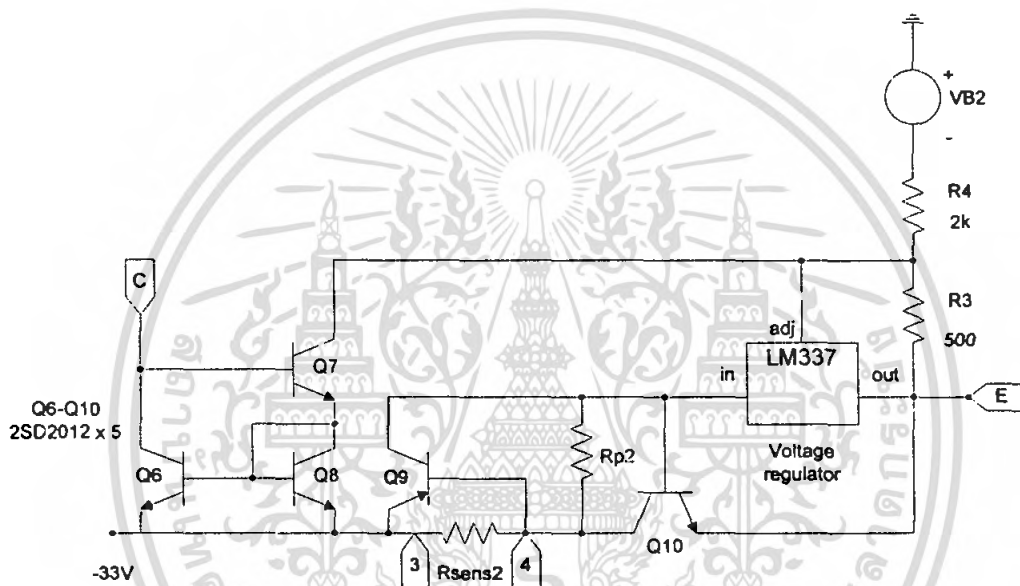 +
VB2
-
R4
2k
C
R3
500
adj
LM337
in
out
E
Q7
Q6-Q10
2SD2012 x 5
Rp2
Voltage
regulator
Q6
Q8
Q9
Q10
-33V
3
Rsens2
4